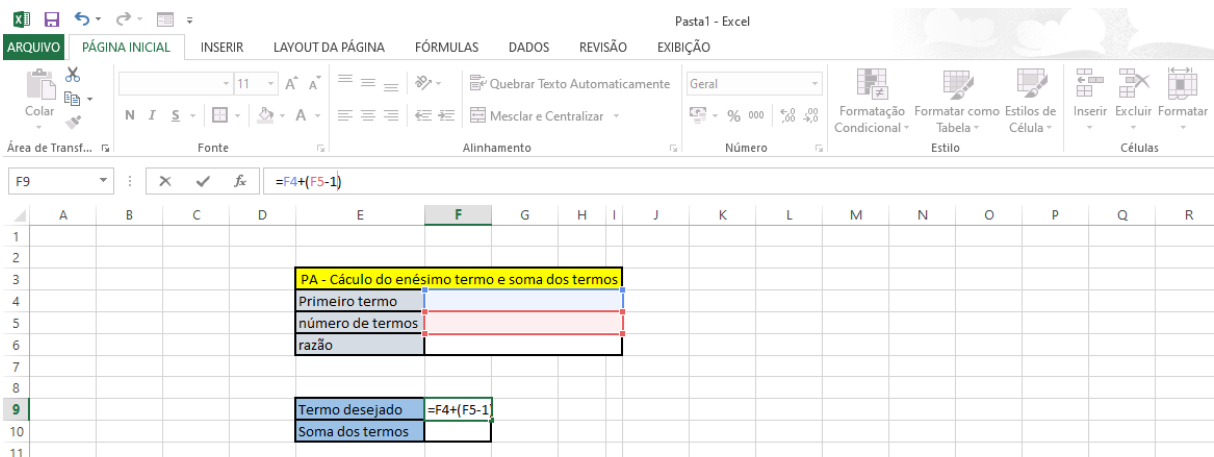 Pasta1 - Excel
ARQUIVO PÁGINA INICIAL INSERIR LAYOUT DA PÁGINA FÓRMULAS DADOS REVISÃO EXIBIÇÃO
Colar
11 A A
N I S A
Quebrar Texto Automaticamente
Mesclar e Centralizar
Geral
% 000 ,00 ,00
Formatação Condicional
Formatar como Tabela
Estilos de Célula
Inserir Excluir Formatar
Área de Transf... Fonte Alinhamento Número Estilo Células
F9 fx =F4+(F5-1)
A B C D E F G H I J K L M N O P Q R
1
2
3 PA - Cáculo do enésimo termo e soma dos termos
4 Primeiro termo
5 número de termos
6 razão
7
8
9 Termo desejado =F4+(F5-1)
10 Soma dos termos
11